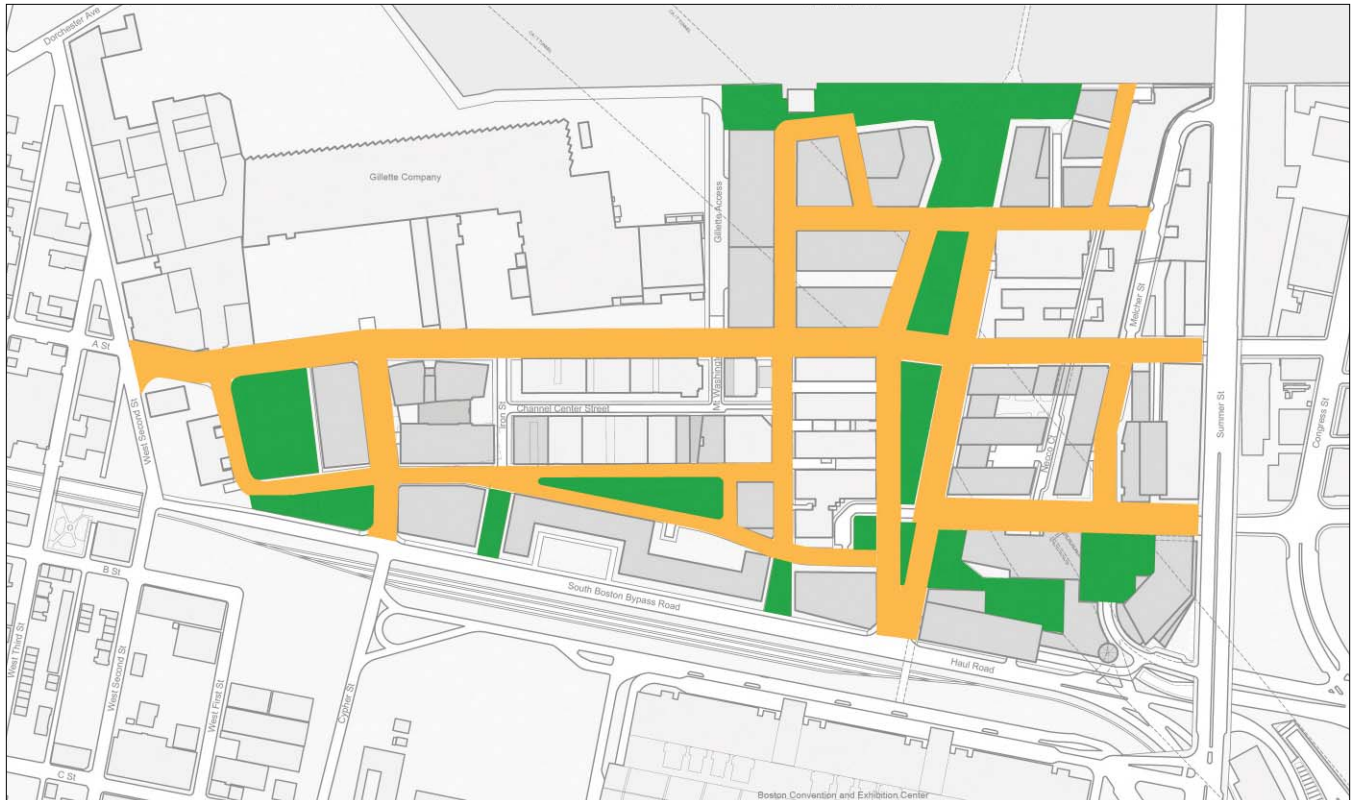 Dorchester Ave
Gillette Company
Gillette Access
Melcher St
A St
West Second St
Mt Washington
Channel Center Street
Iron St
Necco Ct
Summer St
Congress St
B St
South Boston Bypass Road
Haul Road
West Third St
West Second St
West First St
Cypher St
C St
Boston Convention and Exhibition Center